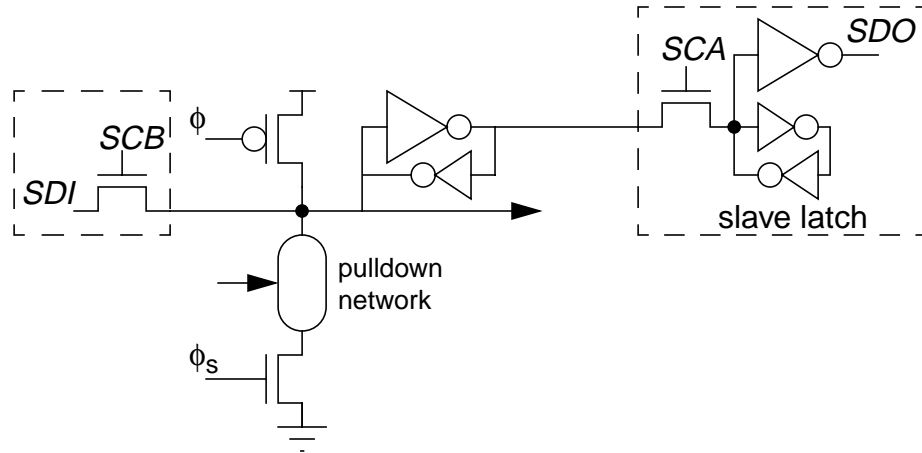 SDO
SCA
ϕ
SCB
SDI
slave latch
pulldown
network
ϕs